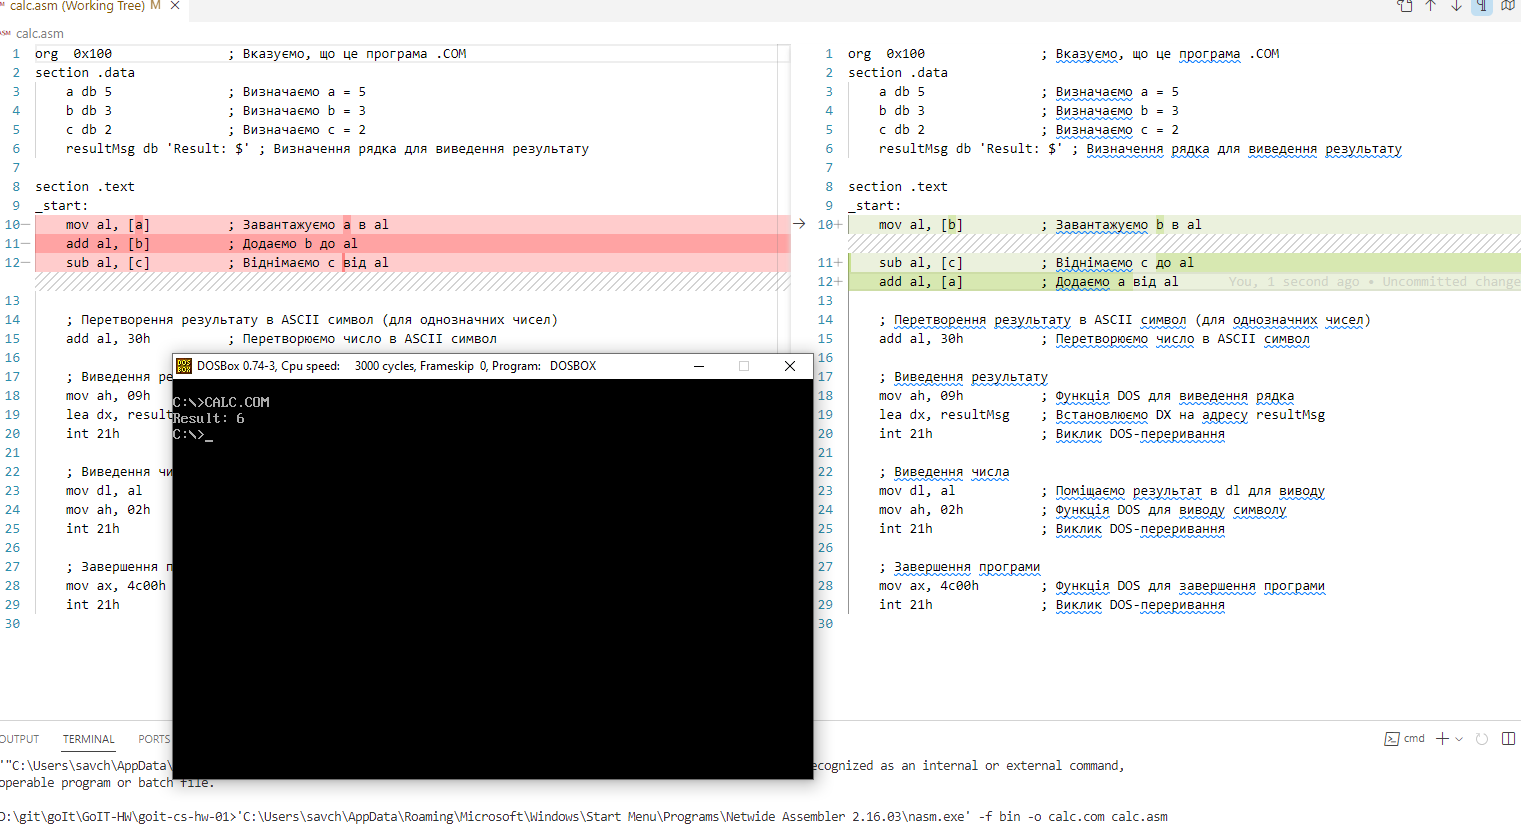 calc.asm (Working Tree) M
calc.asm
1 org 0x100 ; Вказуємо, що це програма .COM
2 section .data
3 a db 5 ; Визначаємо a = 5
4 b db 3 ; Визначаємо b = 3
5 c db 2 ; Визначаємо c = 2
6 resultMsg db 'Result: $' ; Визначення рядка для виведення результату
7
8 section .text
9 _start:
10− mov al, [a] ; Завантажуємо a в al
11− add al, [b] ; Додаємо b до al
12− sub al, [c] ; Віднімаємо c від al
13
14 ; Перетворення результату в ASCII символ (для однозначних чисел)
15 add al, 30h ; Перетворюємо число в ASCII символ
16
17 ; Виведення ре
18 mov ah, 09h
19 lea dx, result
20 int 21h
21
22 ; Виведення чи
23 mov dl, al
24 mov ah, 02h
25 int 21h
26
27 ; Завершення п
28 mov ax, 4c00h
29 int 21h
30
1 org 0x100 ; Вказуємо, що це програма .COM
2 section .data
3 a db 5 ; Визначаємо a = 5
4 b db 3 ; Визначаємо b = 3
5 c db 2 ; Визначаємо c = 2
6 resultMsg db 'Result: $' ; Визначення рядка для виведення результату
7
8 section .text
9 _start:
10+ mov al, [b] ; Завантажуємо b в al
11+ sub al, [c] ; Віднімаємо c до al
12+ add al, [a] ; Додаємо a від al You, 1 second ago • Uncommitted change
13
14 ; Перетворення результату в ASCII символ (для однозначних чисел)
15 add al, 30h ; Перетворюємо число в ASCII символ
16
17 ; Виведення результату
18 mov ah, 09h ; Функція DOS для виведення рядка
19 lea dx, resultMsg ; Встановлюємо DX на адресу resultMsg
20 int 21h ; Виклик DOS-переривання
21
22 ; Виведення числа
23 mov dl, al ; Поміщаємо результат в dl для виводу
24 mov ah, 02h ; Функція DOS для виводу символу
25 int 21h ; Виклик DOS-переривання
26
27 ; Завершення програми
28 mov ax, 4c00h ; Функція DOS для завершення програми
29 int 21h ; Виклик DOS-переривання
30
DOSBox 0.74-3, Cpu speed: 3000 cycles, Frameskip 0, Program: DOSBOX
C:\>CALC.COM
Result: 6
C:\>_
OUTPUT TERMINAL PORTS
cmd
'"C:\Users\savch\AppData\
ecognized as an internal or external command,
operable program or batch file.
D:\git\goIt\GoIT-HW\goit-cs-hw-01>'C:\Users\savch\AppData\Roaming\Microsoft\Windows\Start Menu\Programs\Netwide Assembler 2.16.03\nasm.exe' -f bin -o calc.com calc.asm